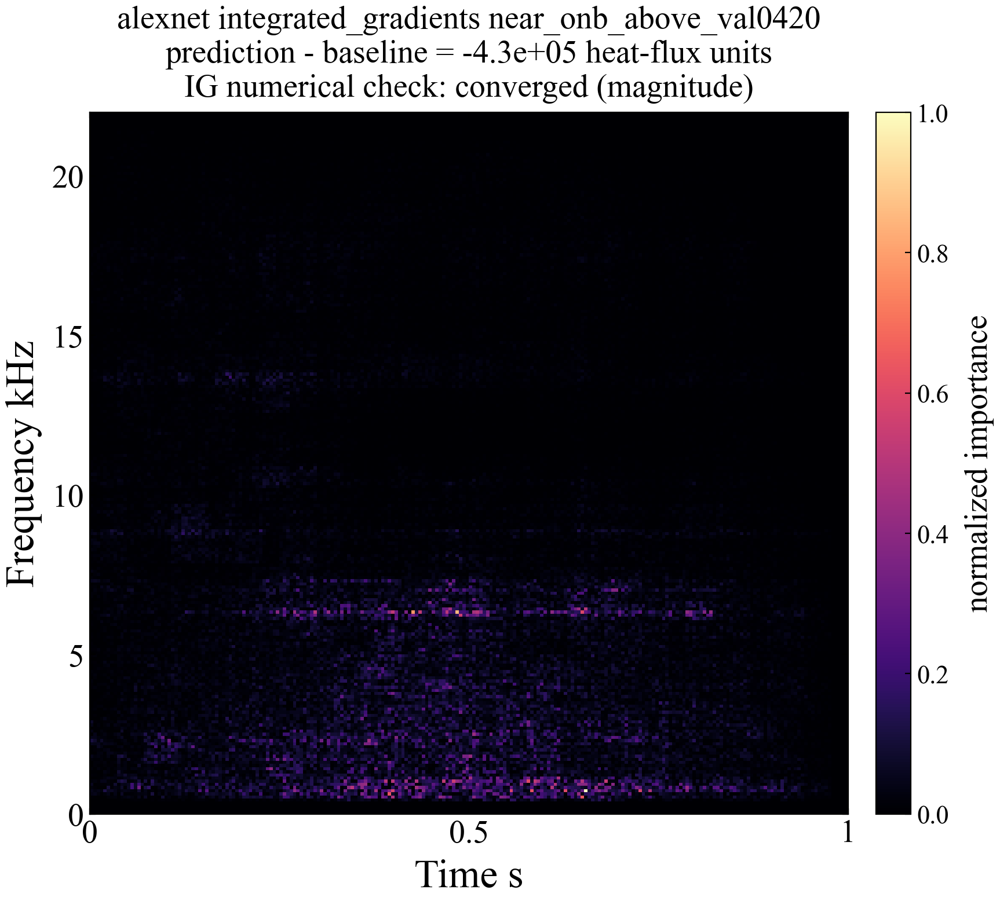 alexnet integrated_gradients near_onb_above_val0420
prediction - baseline = -4.3e+05 heat-flux units
IG numerical check: converged (magnitude)
Frequency kHz
20
15
10
5
0
0
0.5
1
Time s
1.0
0.8
0.6
0.4
0.2
0.0
normalized importance